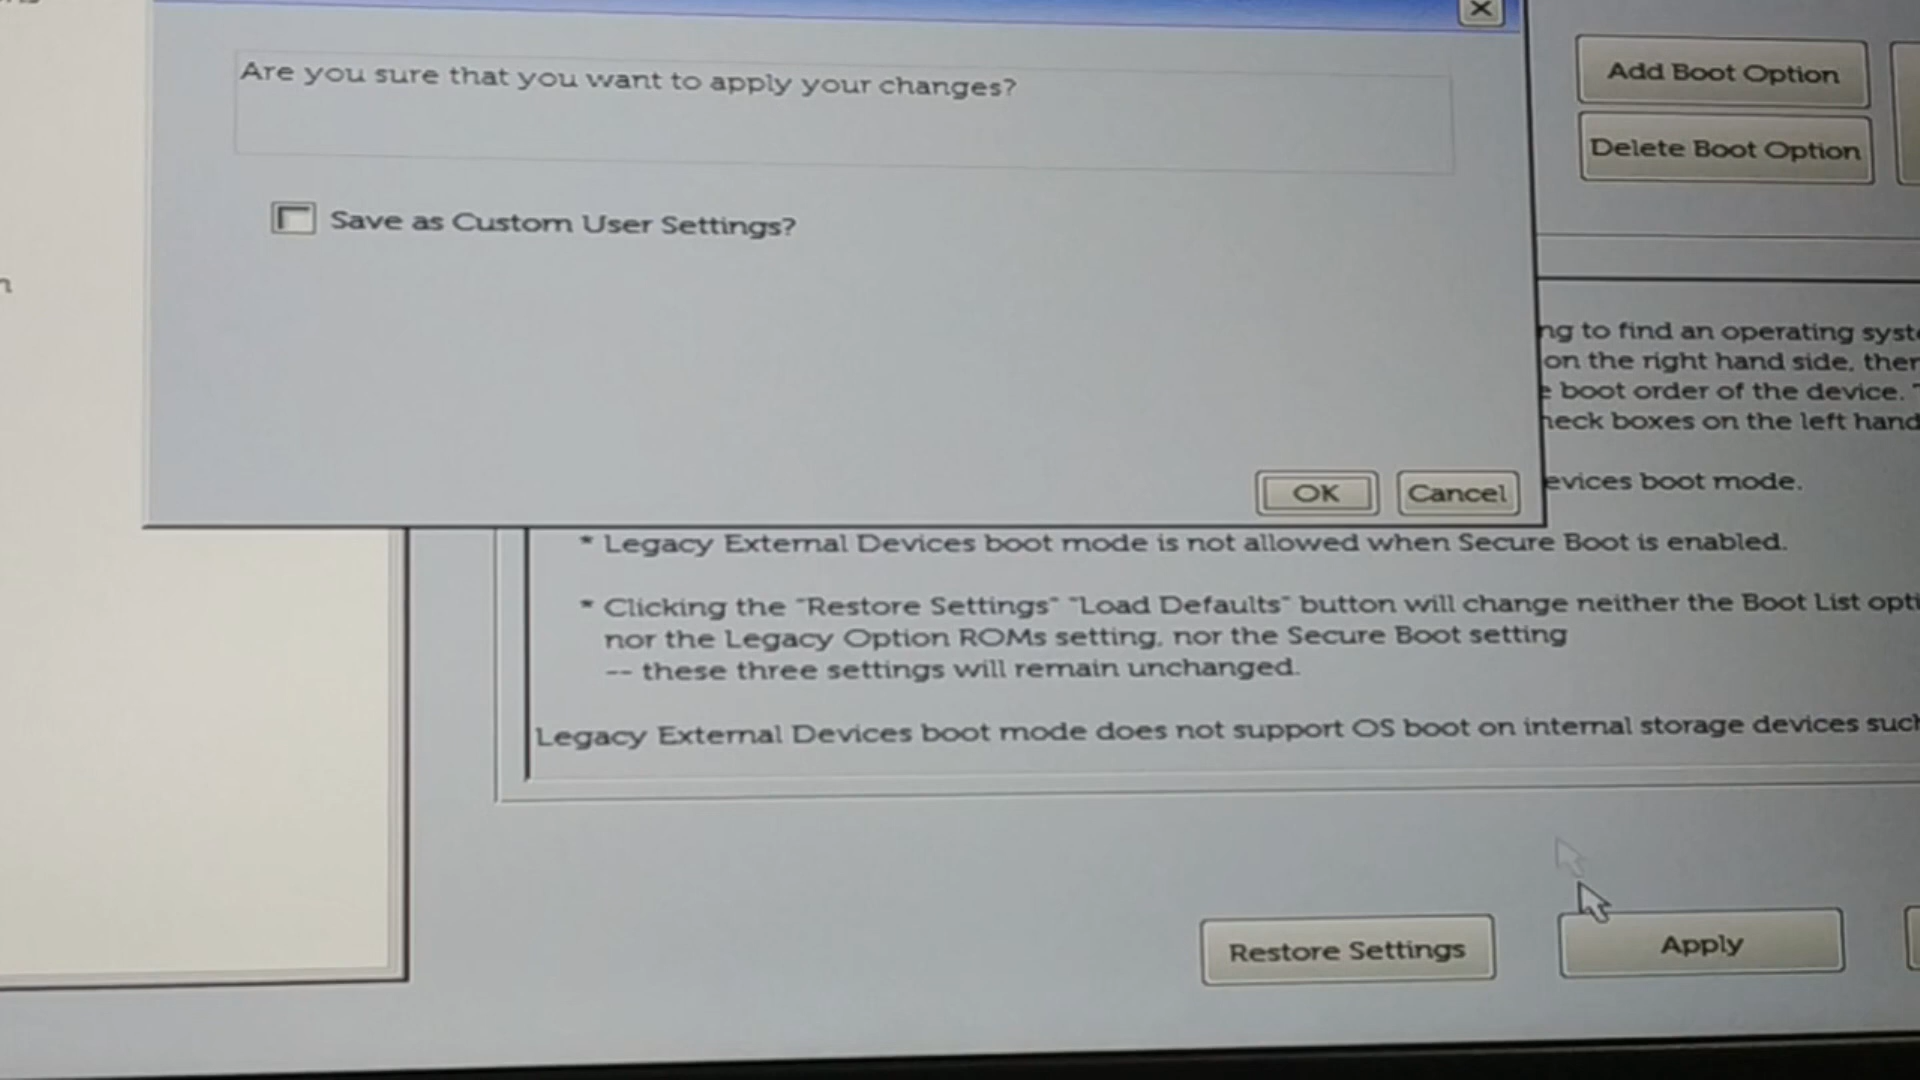 Are you sure that you want to apply your changes?
Save as Custom User Settings?
OK
Cancel
Add Boot Option
Delete Boot Option
to find an operating
on the right hand side,
boot order of the device.
boxes on the left hand
boot mode.
* Legacy External Devices boot mode is not allowed when Secure Boot is enabled.
* Clicking the "Restore Settings" "Load Defaults" button will change neither the Boot List
nor the Legacy Option ROMs setting, nor the Secure Boot setting
-- these three settings will remain unchanged.
Legacy External Devices boot mode does not support OS boot on internal storage devices such
Restore Settings
Apply